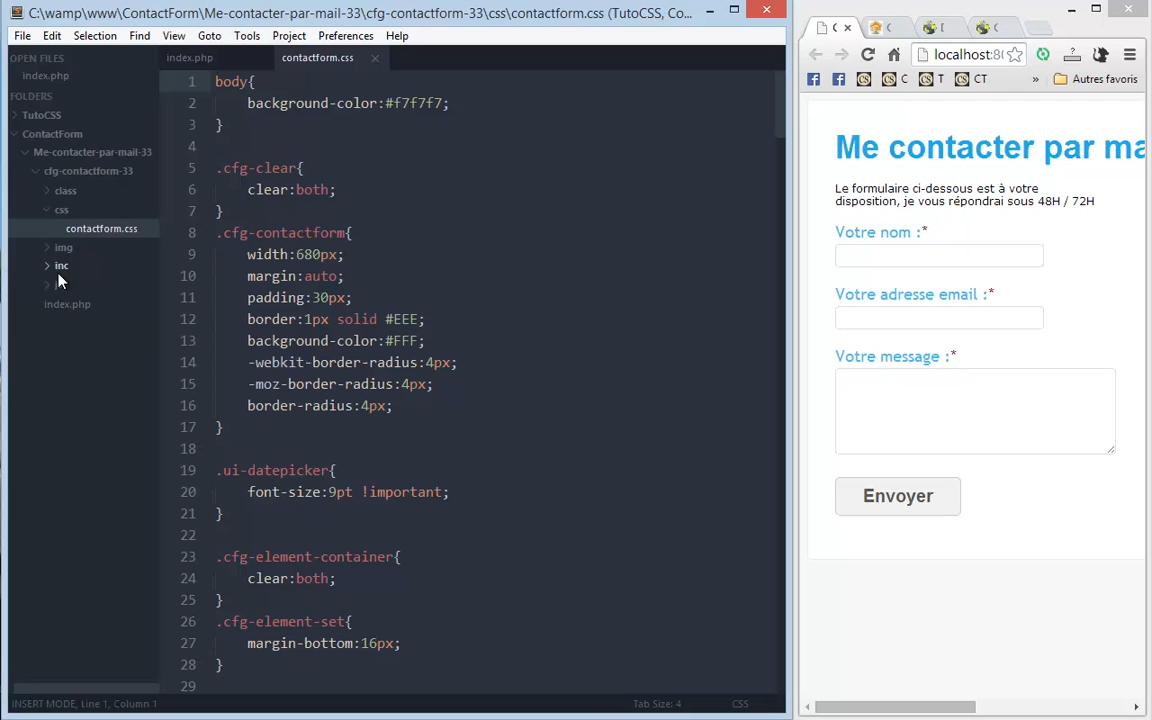 C:\wamp\www\ContactForm\Me-contacter-par-mail-33\cfg-contactform-33\css\contactform.css (TutoCSS, Co...
File Edit Selection Find View Goto Tools Project Preferences Help
OPEN FILES
index.php
FOLDERS
TutoCSS
ContactForm
Me-contacter-par-mail-33
cfg-contactform-33
class
css
contactform.css
img
inc
index.php
index.php contactform.css
1 body{
2 background-color:#f7f7f7;
3 }
4
5 .cfg-clear{
6 clear:both;
7 }
8 .cfg-contactform{
9 width:680px;
10 margin:auto;
11 padding:30px;
12 border:1px solid #EEE;
13 background-color:#FFF;
14 -webkit-border-radius:4px;
15 -moz-border-radius:4px;
16 border-radius:4px;
17 }
18
19 .ui-datepicker{
20 font-size:9pt !important;
21 }
22
23 .cfg-element-container{
24 clear:both;
25 }
26 .cfg-element-set{
27 margin-bottom:16px;
28 }
29
INSERT MODE, Line 1, Column 1 Tab Size: 4 CSS
localhost:8
C T CT » Autres favoris
Me contacter par ma
Le formulaire ci-dessous est à votre
disposition, je vous répondrai sous 48H / 72H
Votre nom :*
Votre adresse email :*
Votre message :*
Envoyer